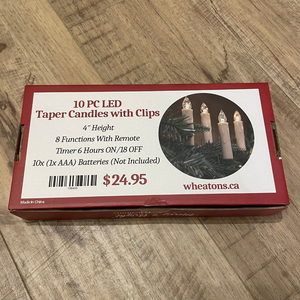 10 PC LED
Taper Candles with Clips
4" Height
8 Functions With Remote
Timer 6 Hours ON/18 OFF
10x (1x AAA) Batteries (Not Included)
$24.95
wheatons.ca
Made in China